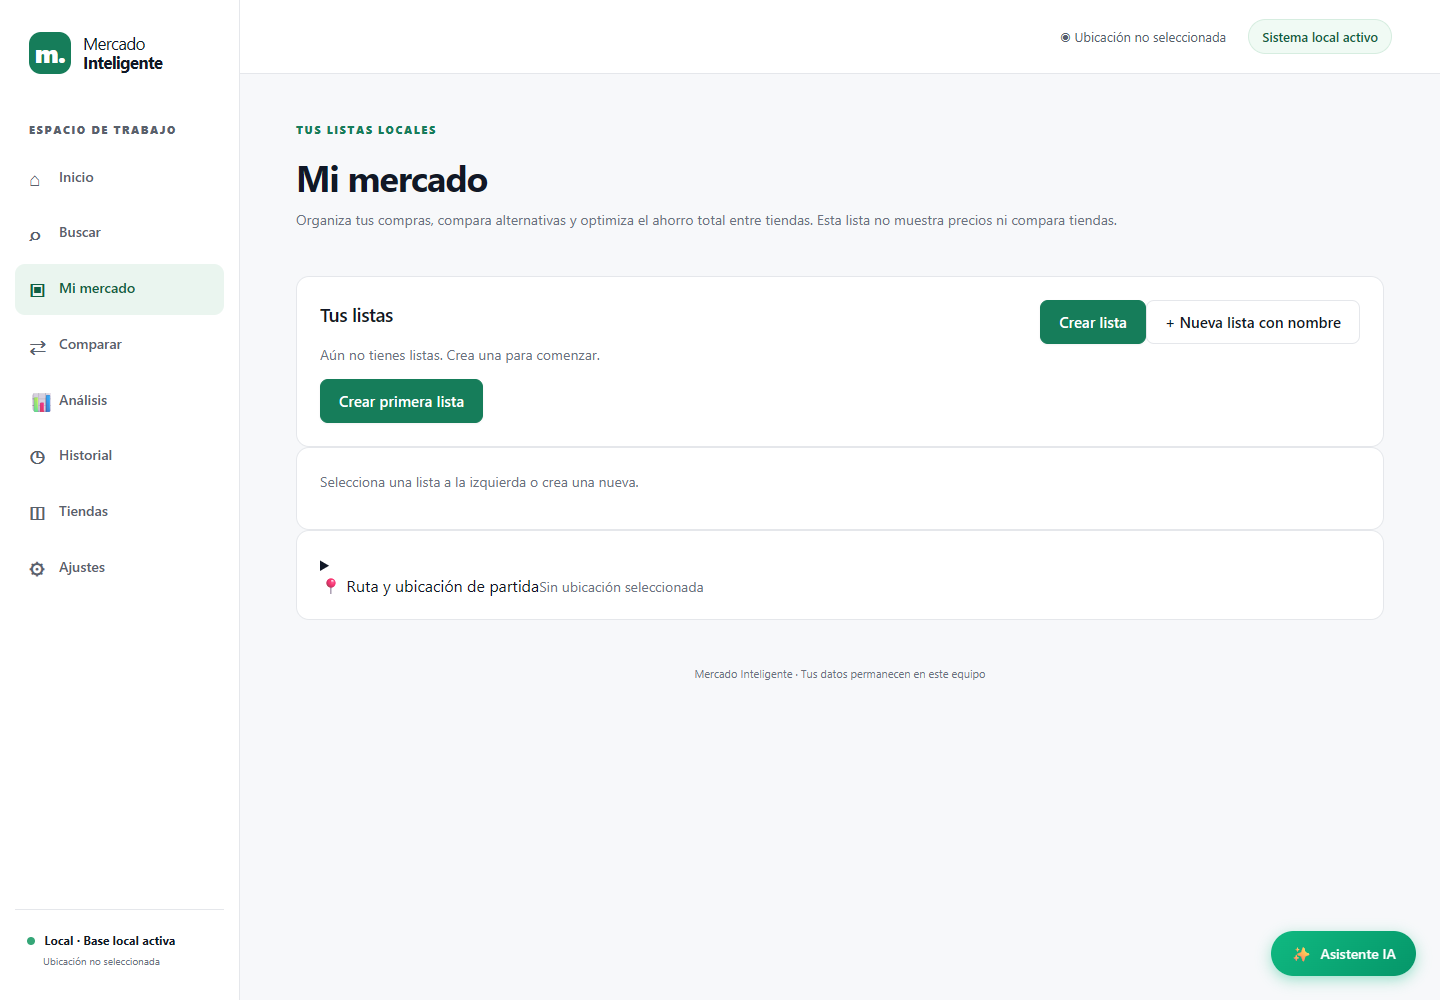 m.
Mercado
Inteligente
ESPACIO DE TRABAJO
Inicio
Buscar
Mi mercado
Comparar
Análisis
Historial
Tiendas
Ajustes
Local · Base local activa
Ubicación no seleccionada
Ubicación no seleccionada
Sistema local activo
TUS LISTAS LOCALES
Mi mercado
Organiza tus compras, compara alternativas y optimiza el ahorro total entre tiendas. Esta lista no muestra precios ni compara tiendas.
Tus listas
Crear lista
+ Nueva lista con nombre
Aún no tienes listas. Crea una para comenzar.
Crear primera lista
Selecciona una lista a la izquierda o crea una nueva.
Ruta y ubicación de partidaSin ubicación seleccionada
Mercado Inteligente · Tus datos permanecen en este equipo
Asistente IA